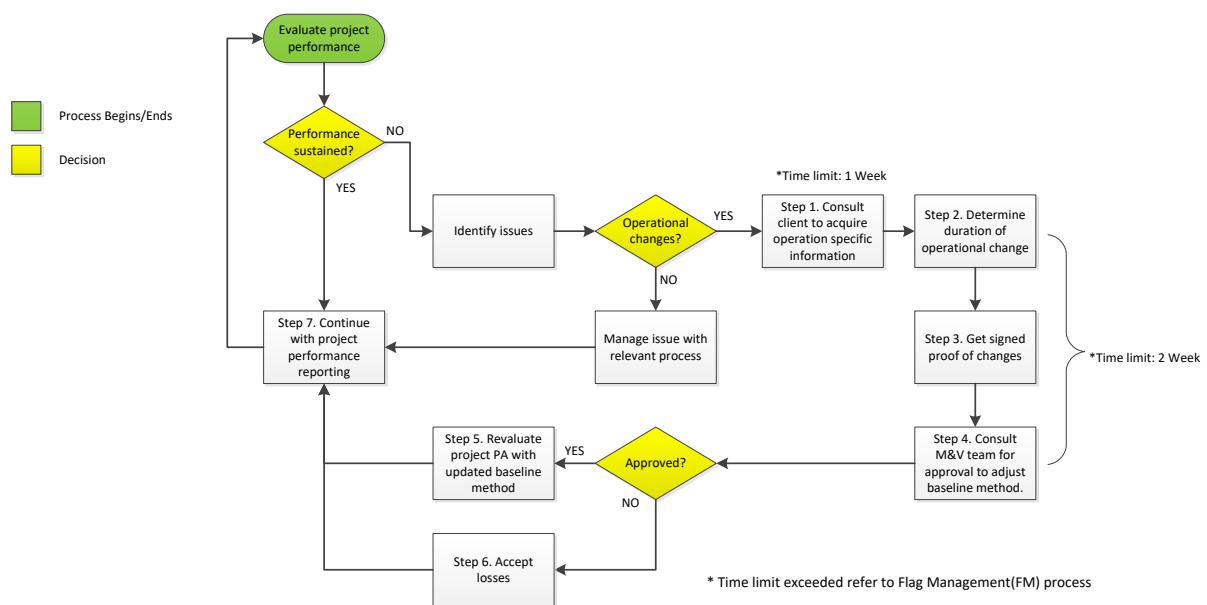 Evaluate project
performance
Process Begins/Ends
Decision
Performance
sustained?
NO
YES
Identify issues
Operational
changes?
YES
NO
*Time limit: 1 Week
Step 1. Consult
client to acquire
operation specific
information
Step 2. Determine
duration of
operational change
Step 7. Continue
with project
performance
reporting
Manage issue with
relevant process
Step 3. Get signed
proof of changes
*Time limit: 2 Week
Step 5. Revaluate
project PA with
updated baseline
method
YES
Approved?
NO
Step 4. Consult
M&V team for
approval to adjust
baseline method.
Step 6. Accept
losses
* Time limit exceeded refer to Flag Management(FM) process